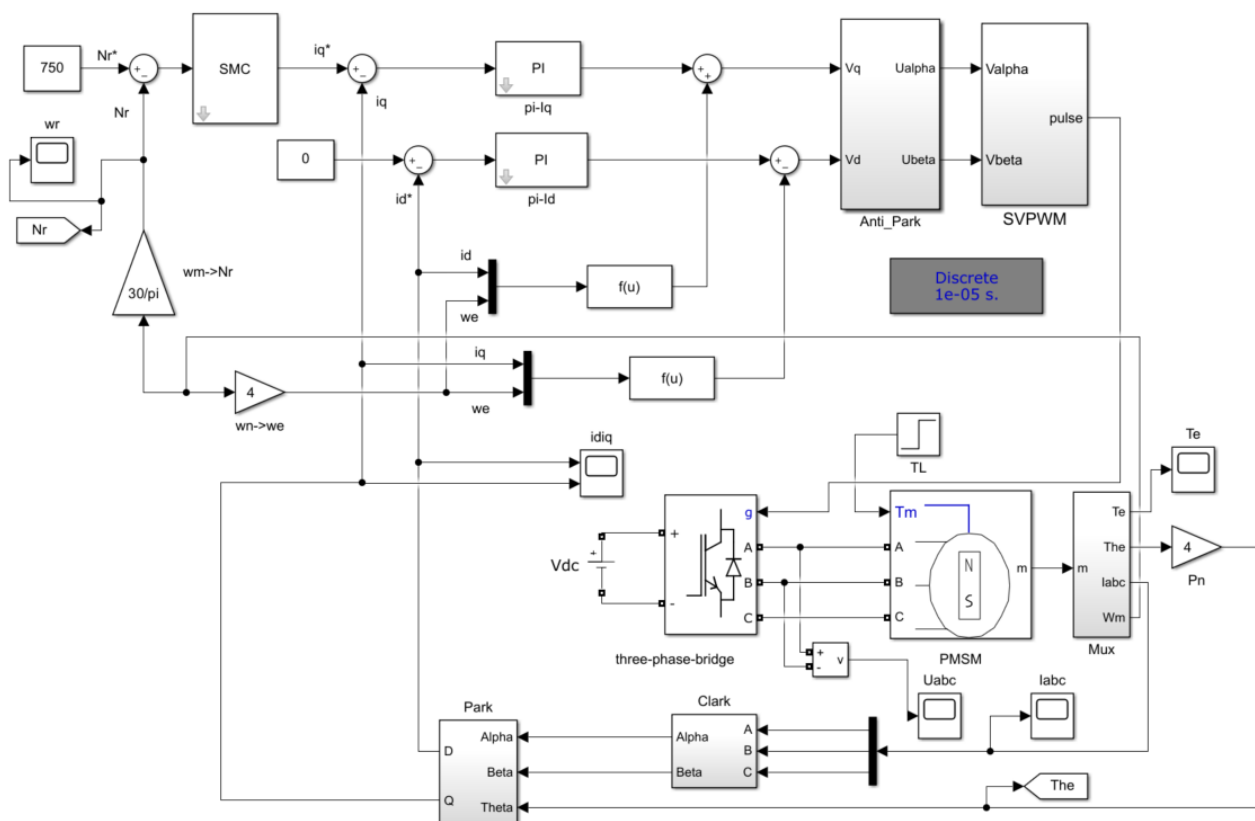 Nr*
750
+
-
SMC
iq*
+
-
iq
PI
pi-Iq
+
+
Vq
Ualpha
Vd
Ubeta
Anti_Park
Valpha
pulse
Vbeta
SVPWM
Nr
wr
0
+
-
id*
PI
pi-Id
+
-
Nr
wm->Nr
30/pi
id
we
f(u)
Discrete
1e-05 s.
iq
we
f(u)
4
wn->we
idiq
TL
Te
Vdc
+
+
-
g
A
B
C
three-phase-bridge
Tm
A
B
C
N
S
m
PMSM
m
Te
The
Iabc
Wm
Mux
4
Pn
+
-
v
Uabc
Iabc
Park
Alpha
D
Beta
Q
Theta
Clark
Alpha
A
B
Beta
C
The